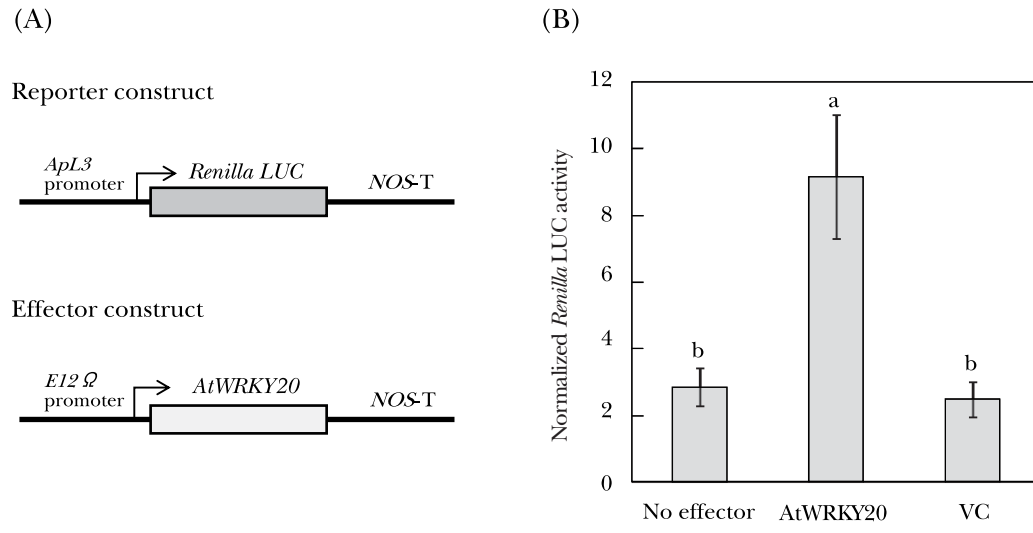 (A)
Reporter construct
ApL3
promoter
Renilla LUC
NOS-T
Effector construct
E12 Ω
promoter
AtWRKY20
NOS-T
(B)
Normalized Renilla LUC activity
12
10
8
6
4
2
0
b
a
b
No effector
AtWRKY20
VC